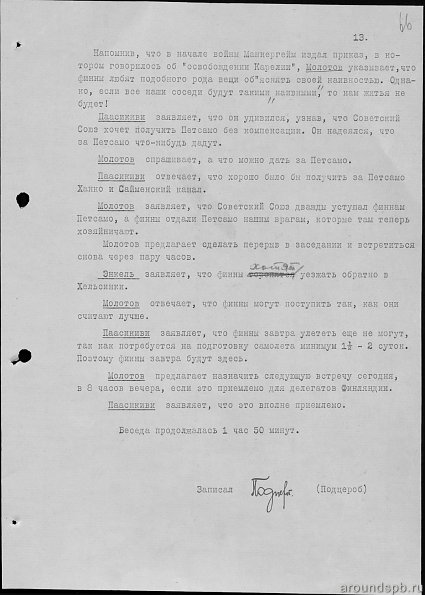 66
13.
Напомнив, что в начале войны Маннергейм издал приказ, в ко-
тором говорилось об "освобождении Карелии", Молотов указывает,что
финны любят подобного рода вещи об"яснять своей наивностью. Одна-
ко, если все наши соседи будут такими "наивными", то нам житья не
будет!
Паасикиви заявляет, что он удивился, узнав, что Советский
Союз хочет получить Петсамо без компенсации. Он надеялся, что
за Петсамо что-нибудь дадут.
Молотов спрашивает, а что можно дать за Петсамо.
Паасикиви отвечает, что хорошо было бы получить за Петсамо
Ханко и Сайменский канал.
Молотов заявляет, что Советский Союз дважды уступал финнам
Петсамо, а финны отдали Петсамо нашим врагам, которые там теперь
хозяйничают.
Молотов предлагает сделать перерыв в заседании и встретиться
снова через пару часов.
хотят
Энкель заявляет, что финны уезжать обратно в
Хельсинки.
Молотов отвечает, что финны могут поступить так, как они
считают лучше.
Паасикиви заявляет, что финны завтра улететь еще не могут,
так как потребуется на подготовку самолета минимум 1½ - 2 суток.
Поэтому финны завтра будут здесь.
Молотов предлагает назначить следующую встречу сегодня,
в 8 часов вечера, если это приемлемо для делегатов Финляндии.
Паасикиви заявляет, что это вполне приемлемо.
Беседа продолжалась 1 час 50 минут.
Записал (Подцероб)
aroundspb.ru